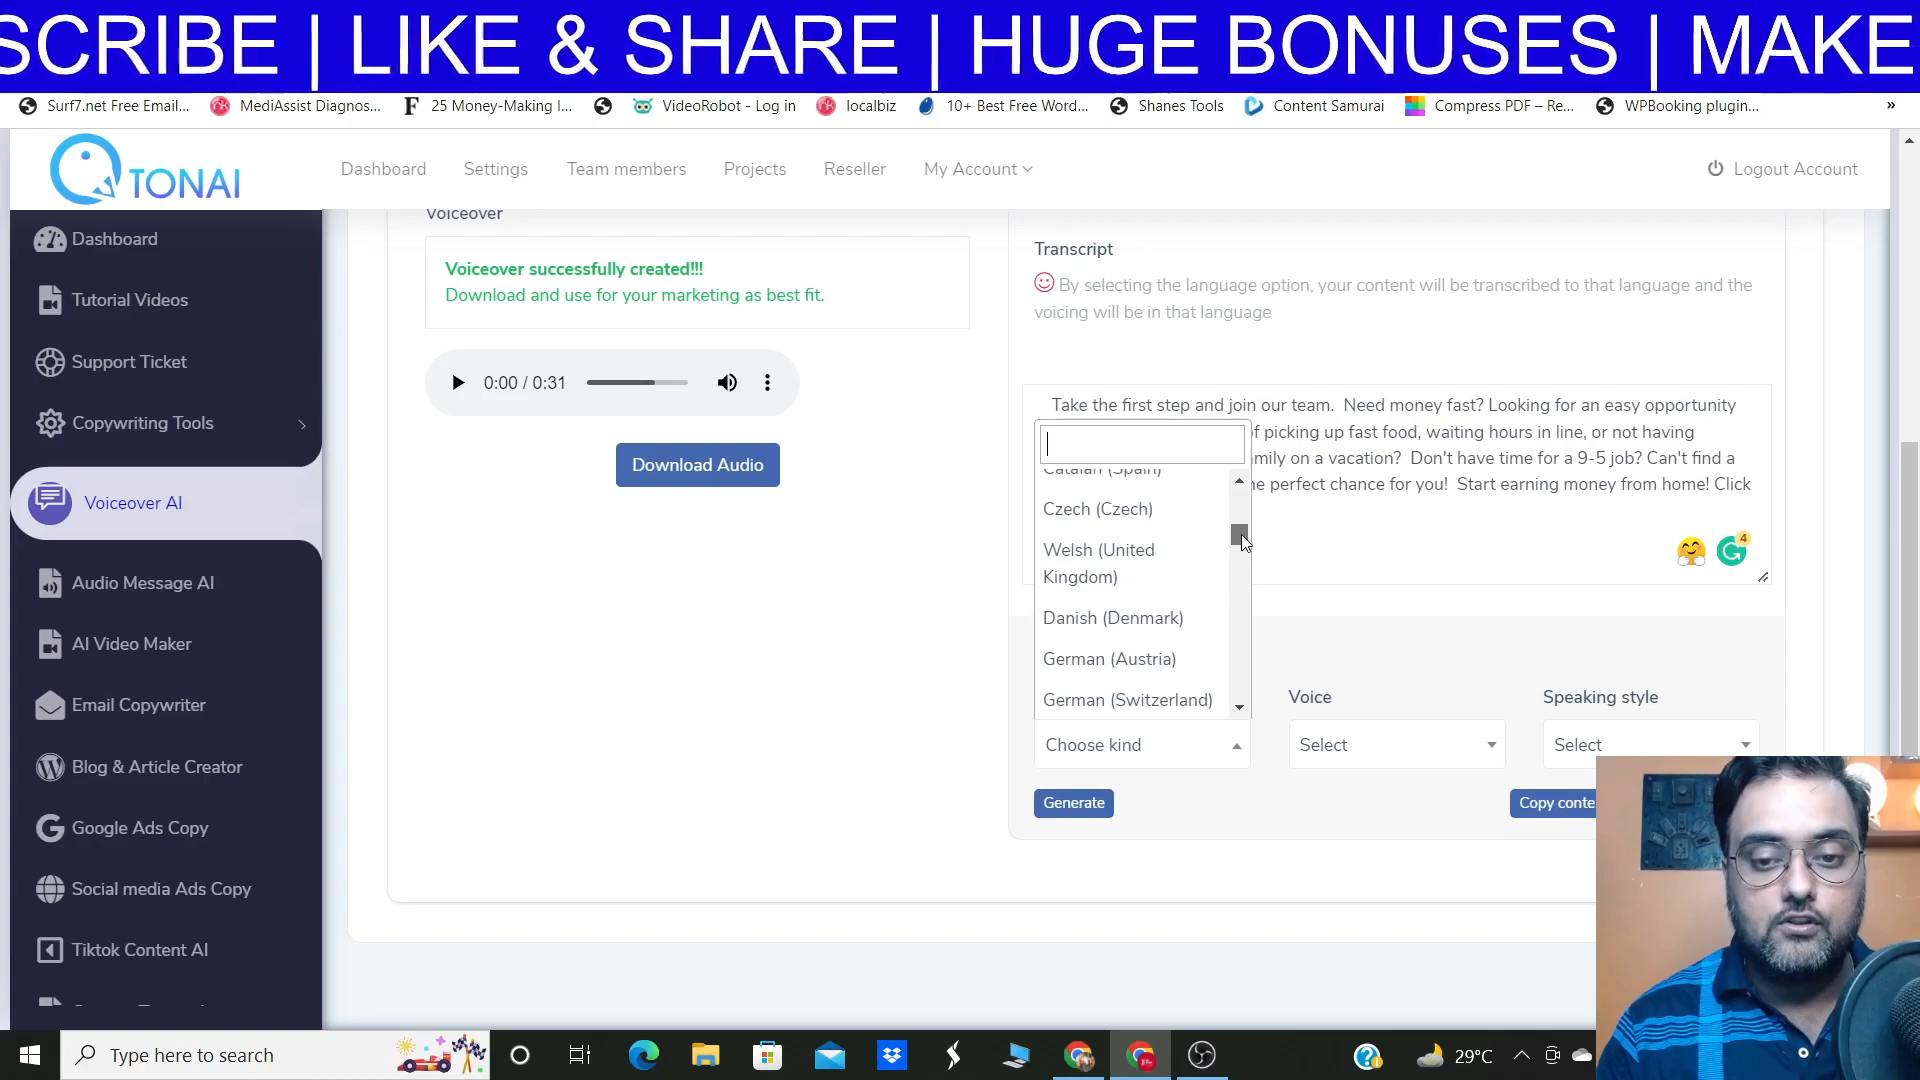 SCRIBE | LIKE & SHARE | HUGE BONUSES | MAKE
Surf7.net Free Email... MediAssist Diagnos... 25 Money-Making I... VideoRobot - Log in localbiz 10+ Best Free Word... Shanes Tools Content Samurai Compress PDF – Re... WPBooking plugin... »
TONAI Dashboard Settings Team members Projects Reseller My Account Logout Account
Dashboard
Tutorial Videos
Support Ticket
Copywriting Tools
Voiceover AI
Audio Message AI
AI Video Maker
Email Copywriter
Blog & Article Creator
Google Ads Copy
Social media Ads Copy
Tiktok Content AI
Voiceover
Voiceover successfully created!!!
Download and use for your marketing as best fit.
0:00 / 0:31
Download Audio
Transcript
By selecting the language option, your content will be transcribed to that language and the
voicing will be in that language
Take the first step and join our team. Need money fast? Looking for an easy opportunity
of picking up fast food, waiting hours in line, or not having
mily on a vacation? Don't have time for a 9-5 job? Can't find a
he perfect chance for you! Start earning money from home! Click
4
Catalan (Spain)
Czech (Czech)
Welsh (United
Kingdom)
Danish (Denmark)
German (Austria)
German (Switzerland)
Choose kind
Voice
Select
Speaking style
Select
Generate
Copy conte
Type here to search
29°C